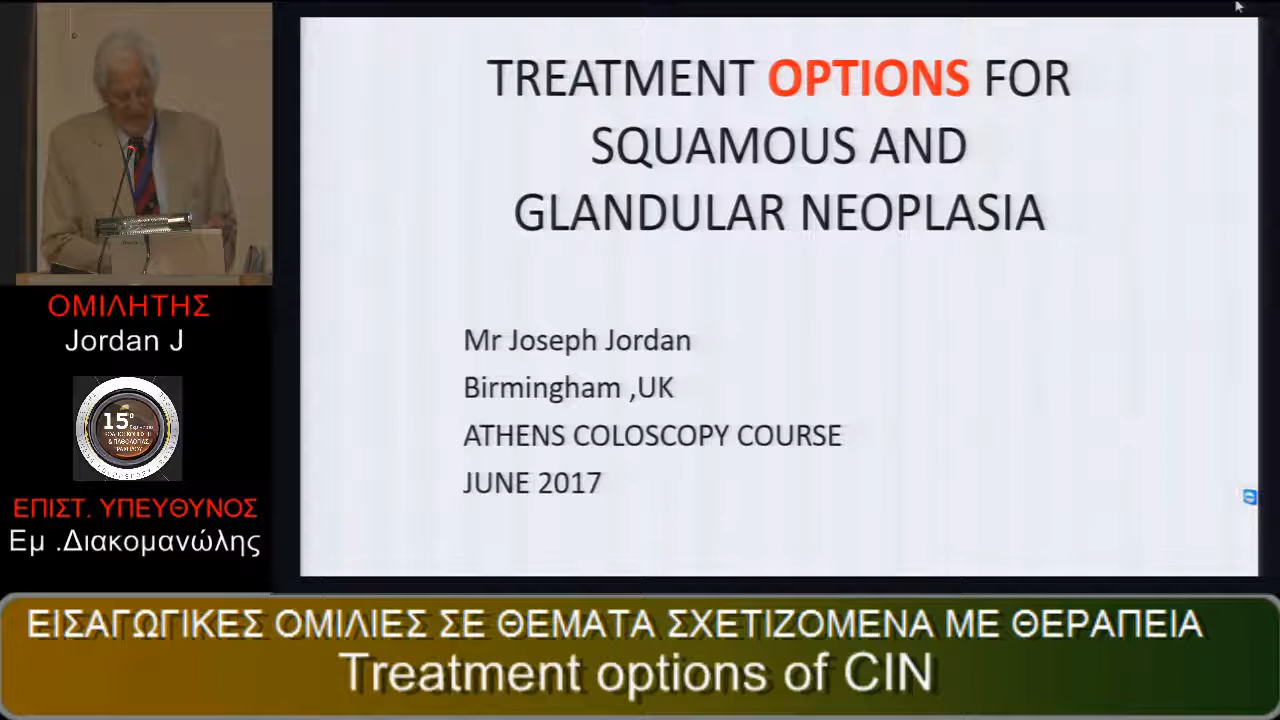 TREATMENT OPTIONS FOR
SQUAMOUS AND
GLANDULAR NEOPLASIA
Mr Joseph Jordan
Birmingham ,UK
ATHENS COLOSCOPY COURSE
JUNE 2017
ΟΜΙΛΗΤΗΣ
Jordan J
15ο
ΕΠΙΣΤ. ΥΠΕΥΘΥΝΟΣ
Εμ .Διακομανώλης
ΕΙΣΑΓΩΓΙΚΕΣ ΟΜΙΛΙΕΣ ΣΕ ΘΕΜΑΤΑ ΣΧΕΤΙΖΟΜΕΝΑ ΜΕ ΘΕΡΑΠΕΙΑ
Treatment options of CIN